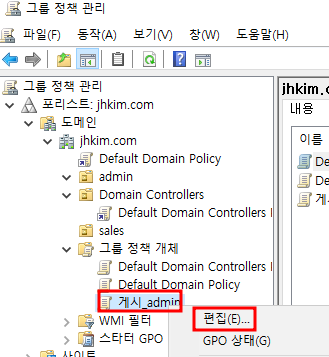 그룹 정책 관리
파일(F) 동작(A) 보기(V) 창(W) 도움말(H)
그룹 정책 관리
포리스트: jhkim.com
도메인
jhkim.com
Default Domain Policy
admin
Domain Controllers
Default Domain Controllers
sales
그룹 정책 개체
Default Domain Controllers
Default Domain Policy
게시_admin
WMI 필터
스타터 GPO
사이트
jhkim.
내용
이름
De
De
게
편집(E)...
GPO 상태(G)